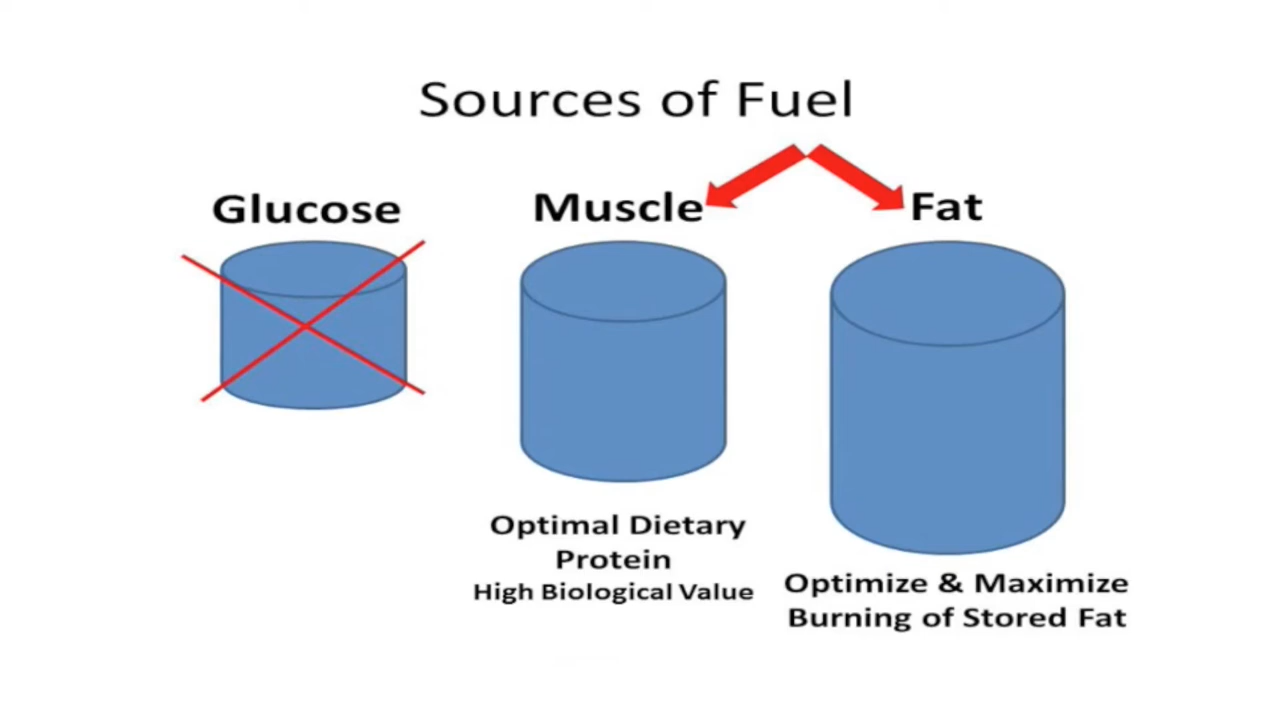 Sources of Fuel
Glucose
Muscle
Fat
Optimal Dietary
Protein
High Biological Value
Optimize & Maximize
Burning of Stored Fat